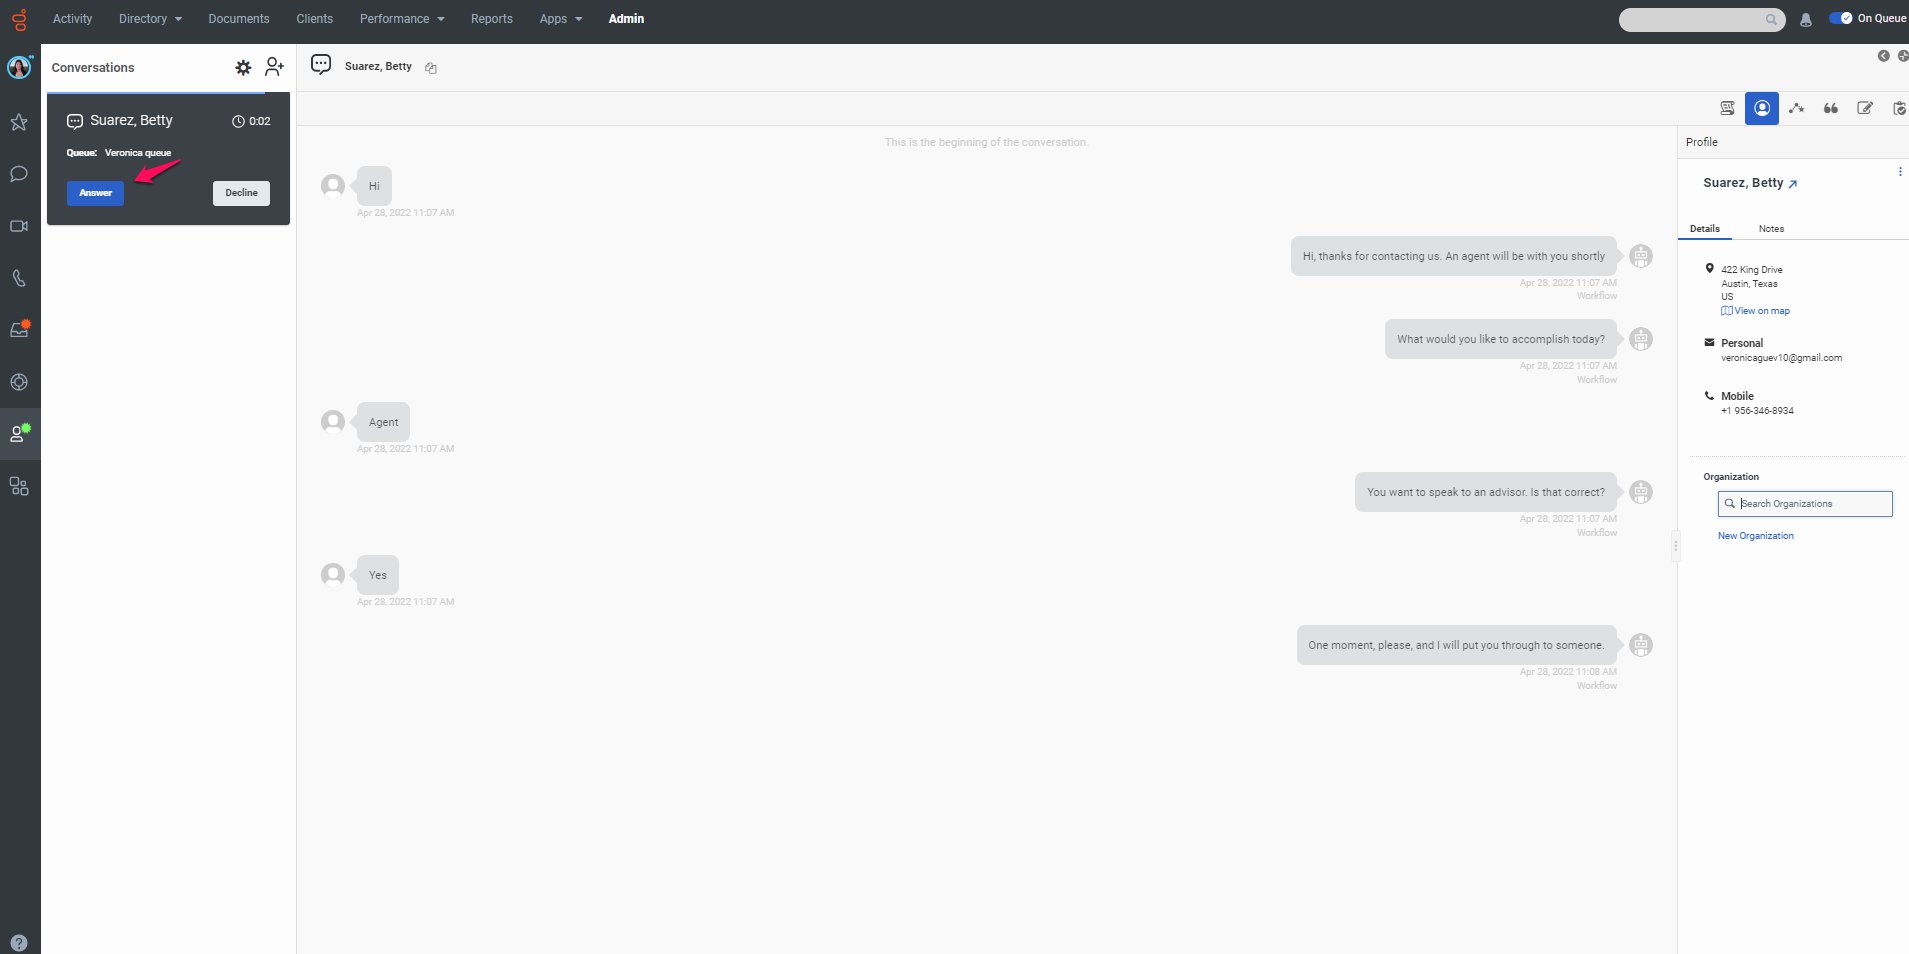 Activity
Directory
Documents
Clients
Performance
Reports
Apps
Admin
On Queue
Conversations
Suarez, Betty
0:02
Queue: Veronica queue
Answer
Decline
Suarez, Betty
This is the beginning of the conversation.
Hi
Apr 28, 2022 11:07 AM
Hi, thanks for contacting us. An agent will be with you shortly
Apr 28, 2022 11:07 AM
Workflow
What would you like to accomplish today?
Apr 28, 2022 11:07 AM
Workflow
Agent
Apr 28, 2022 11:07 AM
You want to speak to an advisor. Is that correct?
Apr 28, 2022 11:07 AM
Workflow
Yes
Apr 28, 2022 11:07 AM
One moment, please, and I will put you through to someone.
Apr 28, 2022 11:08 AM
Workflow
Profile
Suarez, Betty
Details
Notes
422 King Drive
Austin, Texas
US
View on map
Personal
veronicaguev10@gmail.com
Mobile
+1 956-346-8934
Organization
Search Organizations
New Organization